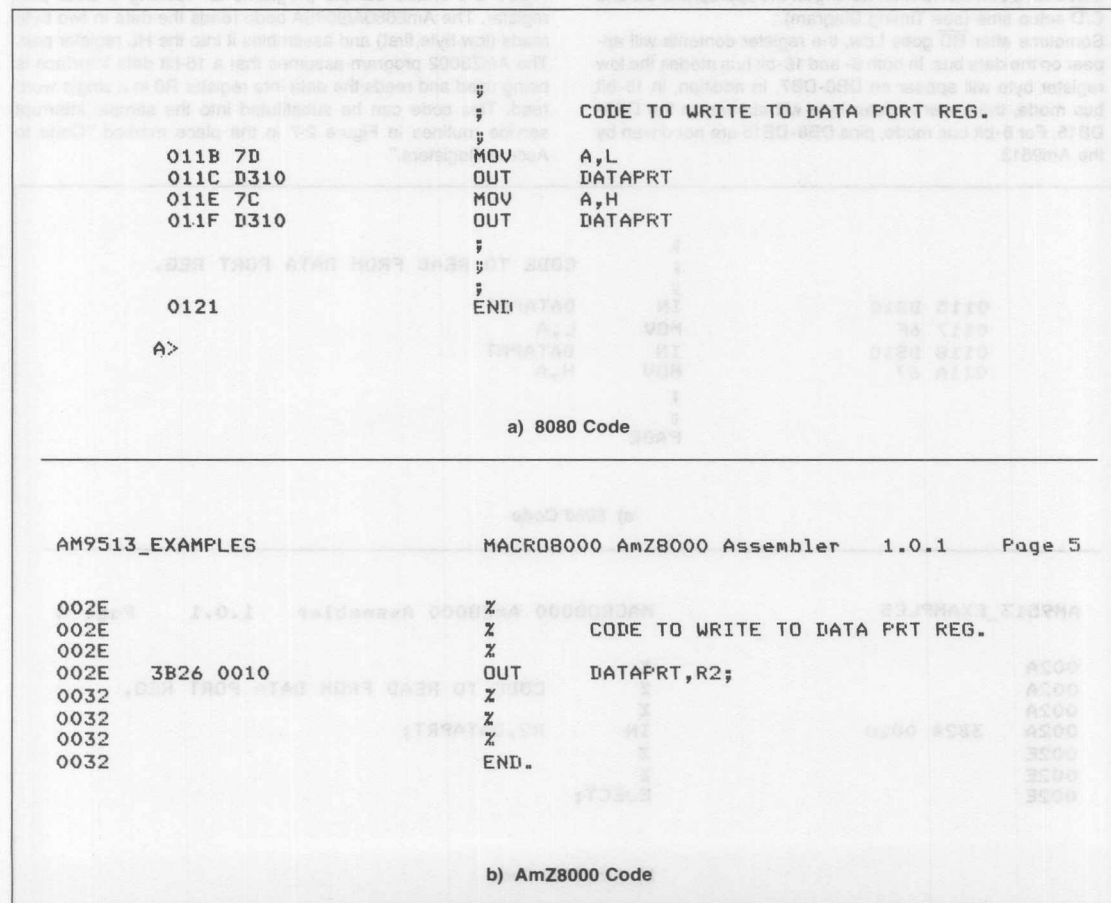 ;
; CODE TO WRITE TO DATA PORT REG.
;
011B 7D MOV A,L
011C D310 OUT DATAPRT
011E 7C MOV A,H
011F D310 OUT DATAPRT
;
;
;
0121 END
A>
a) 8080 Code
AM9513_EXAMPLES MACRO8000 AmZ8000 Assembler 1.0.1 Page 5
002E %
002E % CODE TO WRITE TO DATA PRT REG.
002E %
002E 3B26 0010 OUT DATAPRT,R2;
0032 %
0032 %
0032 %
0032 END.
b) AmZ8000 Code